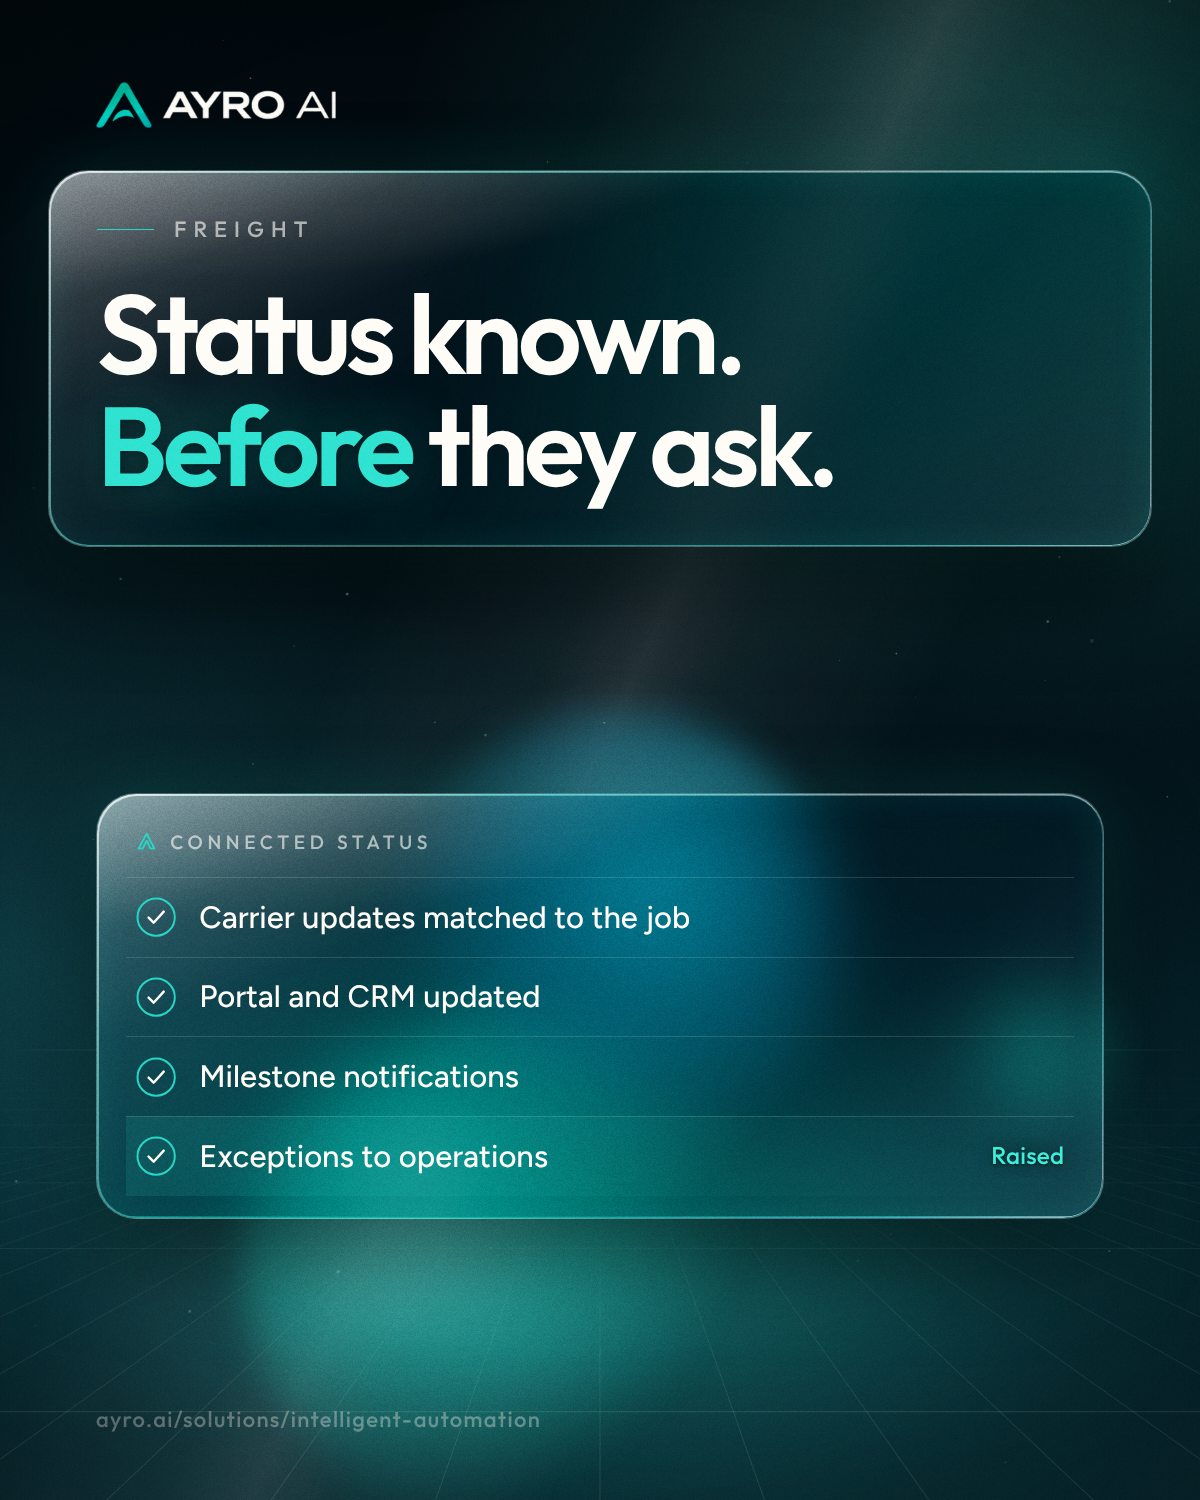 AYRO AI
FREIGHT
Status known.
Before they ask.
CONNECTED STATUS
Carrier updates matched to the job
Portal and CRM updated
Milestone notifications
Exceptions to operations Raised
ayro.ai/solutions/intelligent-automation